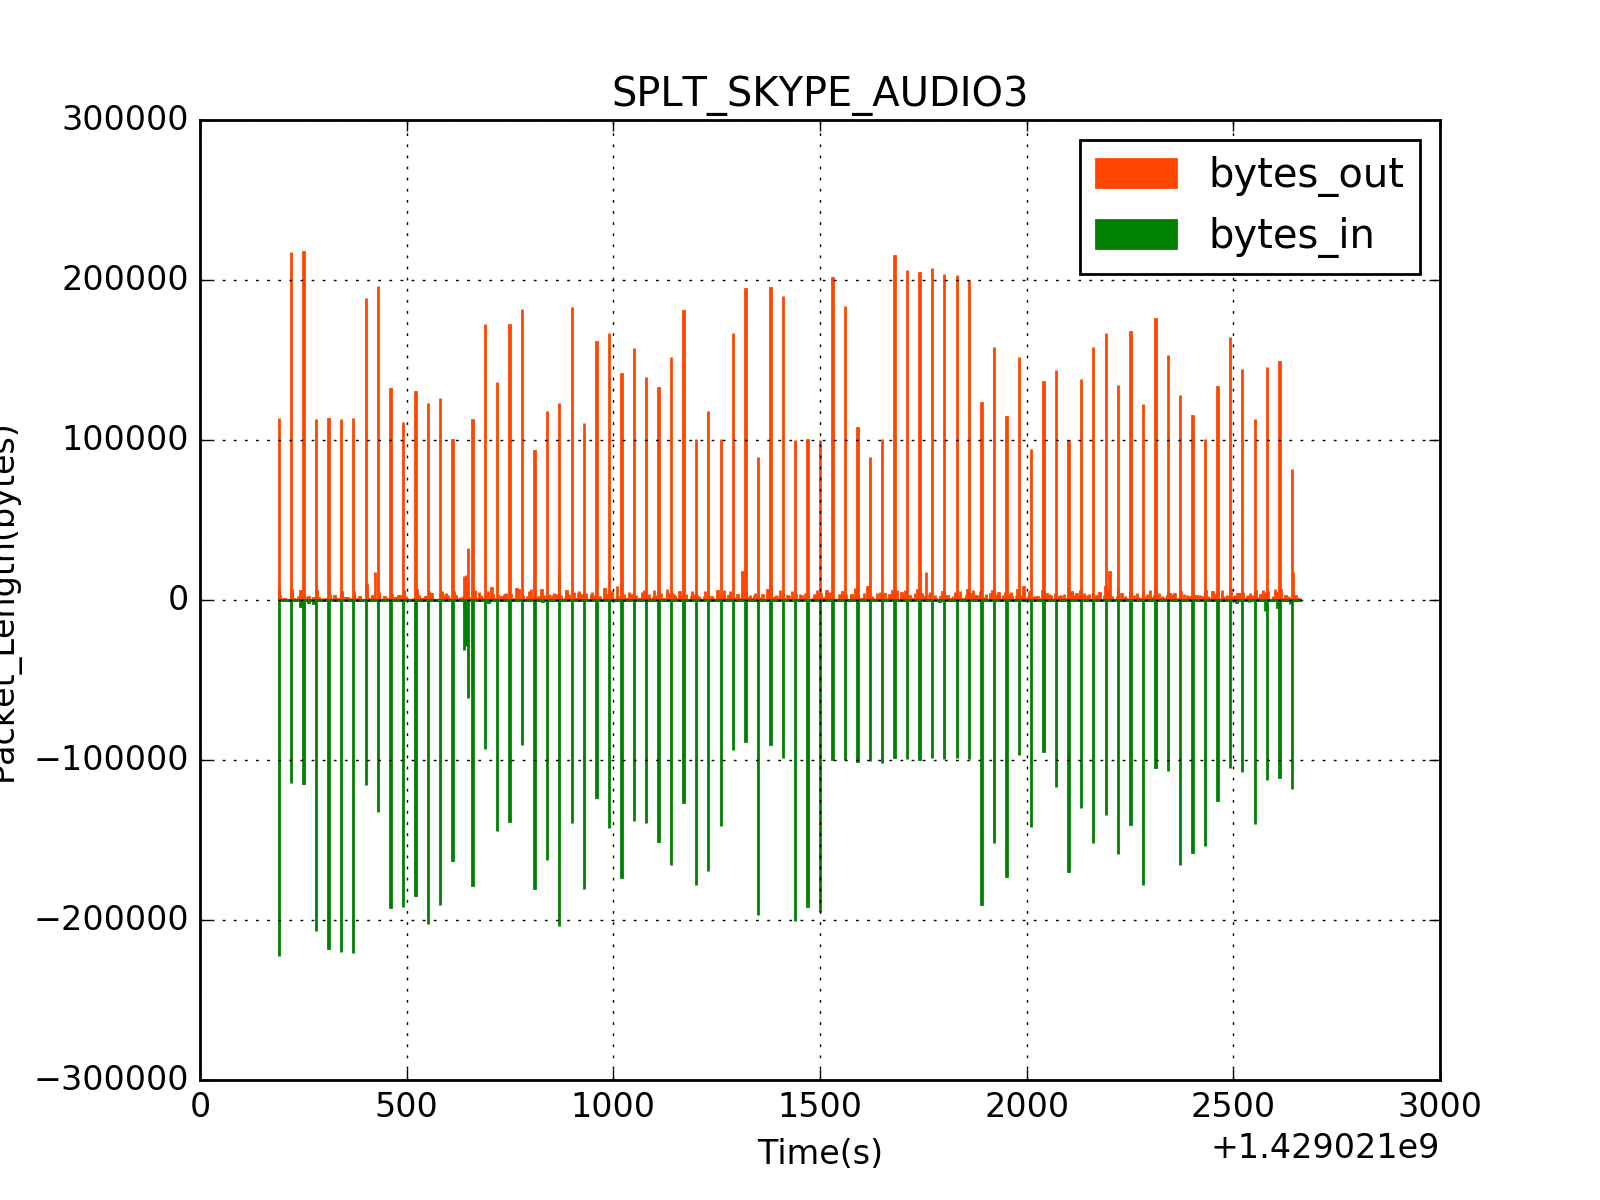 SPLT_SKYPE_AUDIO3
300000
200000
100000
0
−100000
−200000
−300000
Packet_Length(bytes)
bytes_out
bytes_in
0 500 1000 1500 2000 2500 3000
Time(s)
+1.429021e9